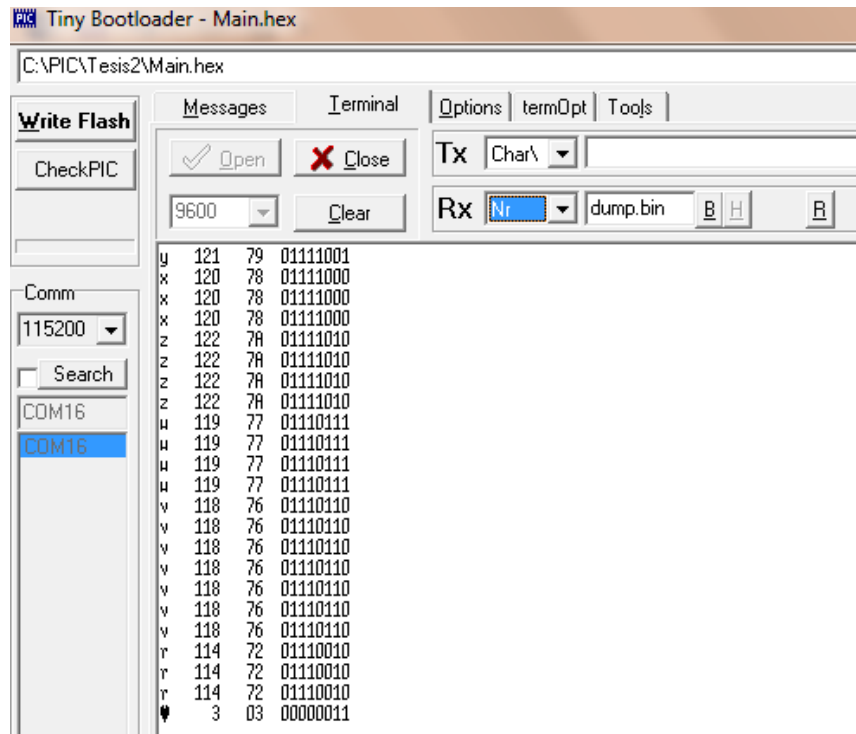 PIC Tiny Bootloader - Main.hex
C:\PIC\Tesis2\Main.hex
Write Flash
CheckPIC
Messages Terminal Options termOpt Tools
Open Close
Tx Char\
9600 Clear
Rx Nr dump.bin B H R
Comm
115200
Search
COM16
COM16
y 121 79 01111001
x 120 78 01111000
x 120 78 01111000
x 120 78 01111000
z 122 7A 01111010
z 122 7A 01111010
z 122 7A 01111010
z 122 7A 01111010
w 119 77 01110111
w 119 77 01110111
w 119 77 01110111
w 119 77 01110111
v 118 76 01110110
v 118 76 01110110
v 118 76 01110110
v 118 76 01110110
v 118 76 01110110
v 118 76 01110110
v 118 76 01110110
r 114 72 01110010
r 114 72 01110010
r 114 72 01110010
♥ 3 03 00000011